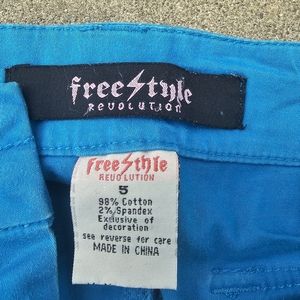 free style
REVOLUTION
free style
REVOLUTION
5
98% Cotton
2% Spandex
Exclusive of
decoration
see reverse for care
MADE IN CHINA